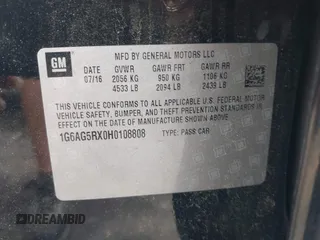 GM
MFD BY GENERAL MOTORS LLC
DATE GVWR GAWR FRT GAWR RR
07/16 2056 KG 950 KG 1106 KG
4533 LB 2094 LB 2439 LB
THIS VEHICLE CONFORMS TO ALL APPLICABLE U.S. FEDERAL MOTOR
VEHICLE SAFETY, BUMPER, AND THEFT PREVENTION STANDARDS IN
EFFECT ON THE DATE OF MANUFACTURE SHOWN ABOVE.
1G6AG5RX0H0108808 TYPE: PASS CAR
AUTOBIDMD